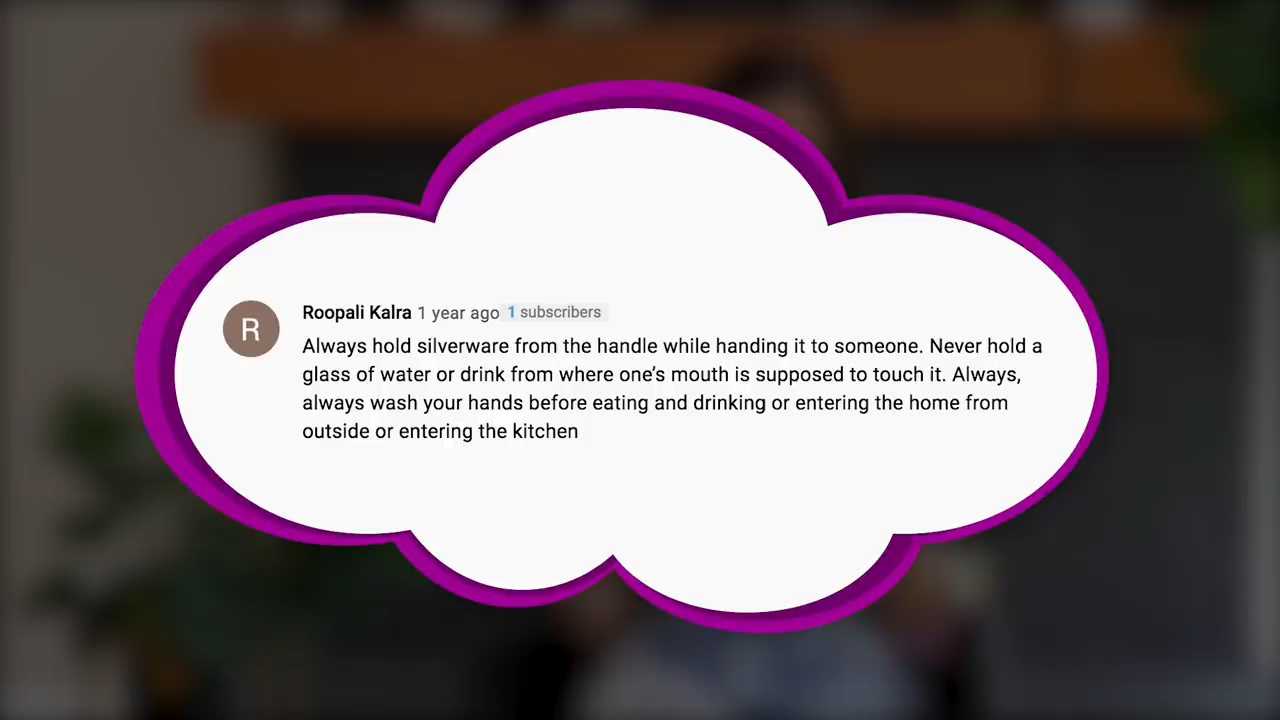 R
Roopali Kalra 1 year ago 1 subscribers
Always hold silverware from the handle while handing it to someone. Never hold a
glass of water or drink from where one’s mouth is supposed to touch it. Always,
always wash your hands before eating and drinking or entering the home from
outside or entering the kitchen